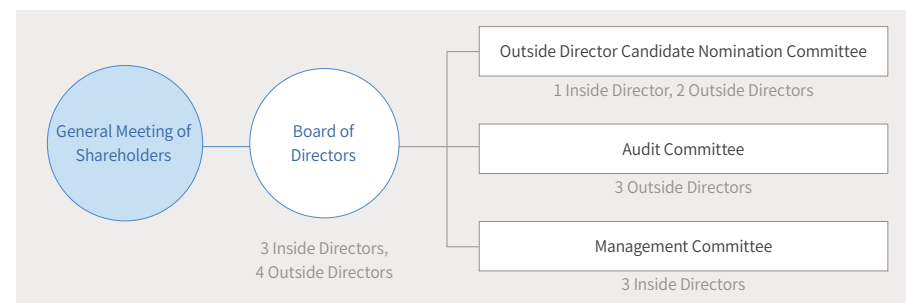 General Meeting of
Shareholders
Board of
Directors
3 Inside Directors,
4 Outside Directors
Outside Director Candidate Nomination Committee
1 Inside Director, 2 Outside Directors
Audit Committee
3 Outside Directors
Management Committee
3 Inside Directors